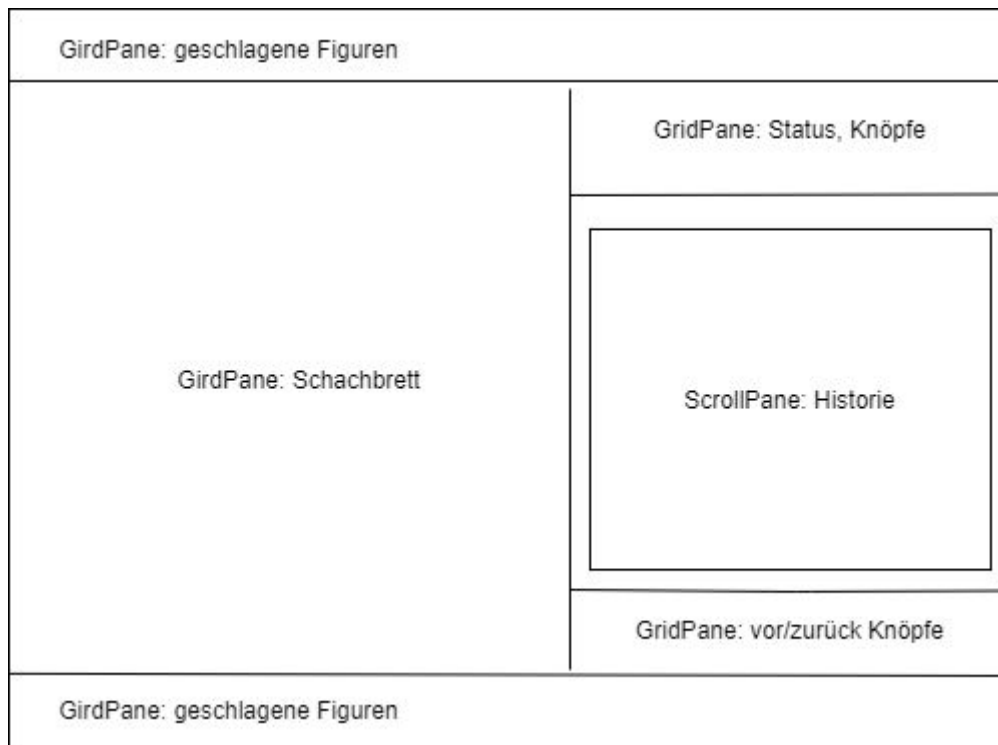 GirdPane: geschlagene Figuren
GridPane: Status, Knöpfe
GirdPane: Schachbrett
ScrollPane: Historie
GridPane: vor/zurück Knöpfe
GirdPane: geschlagene Figuren